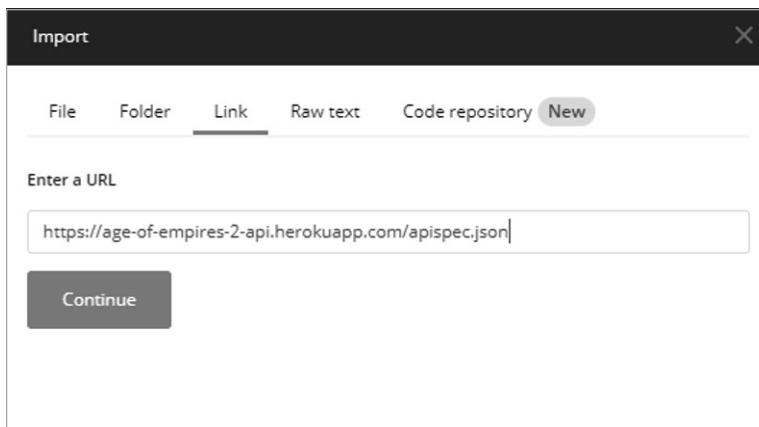 Import
File Folder Link Raw text Code repository New
Enter a URL
https://age-of-empires-2-api.herokuapp.com/apispec.json
Continue